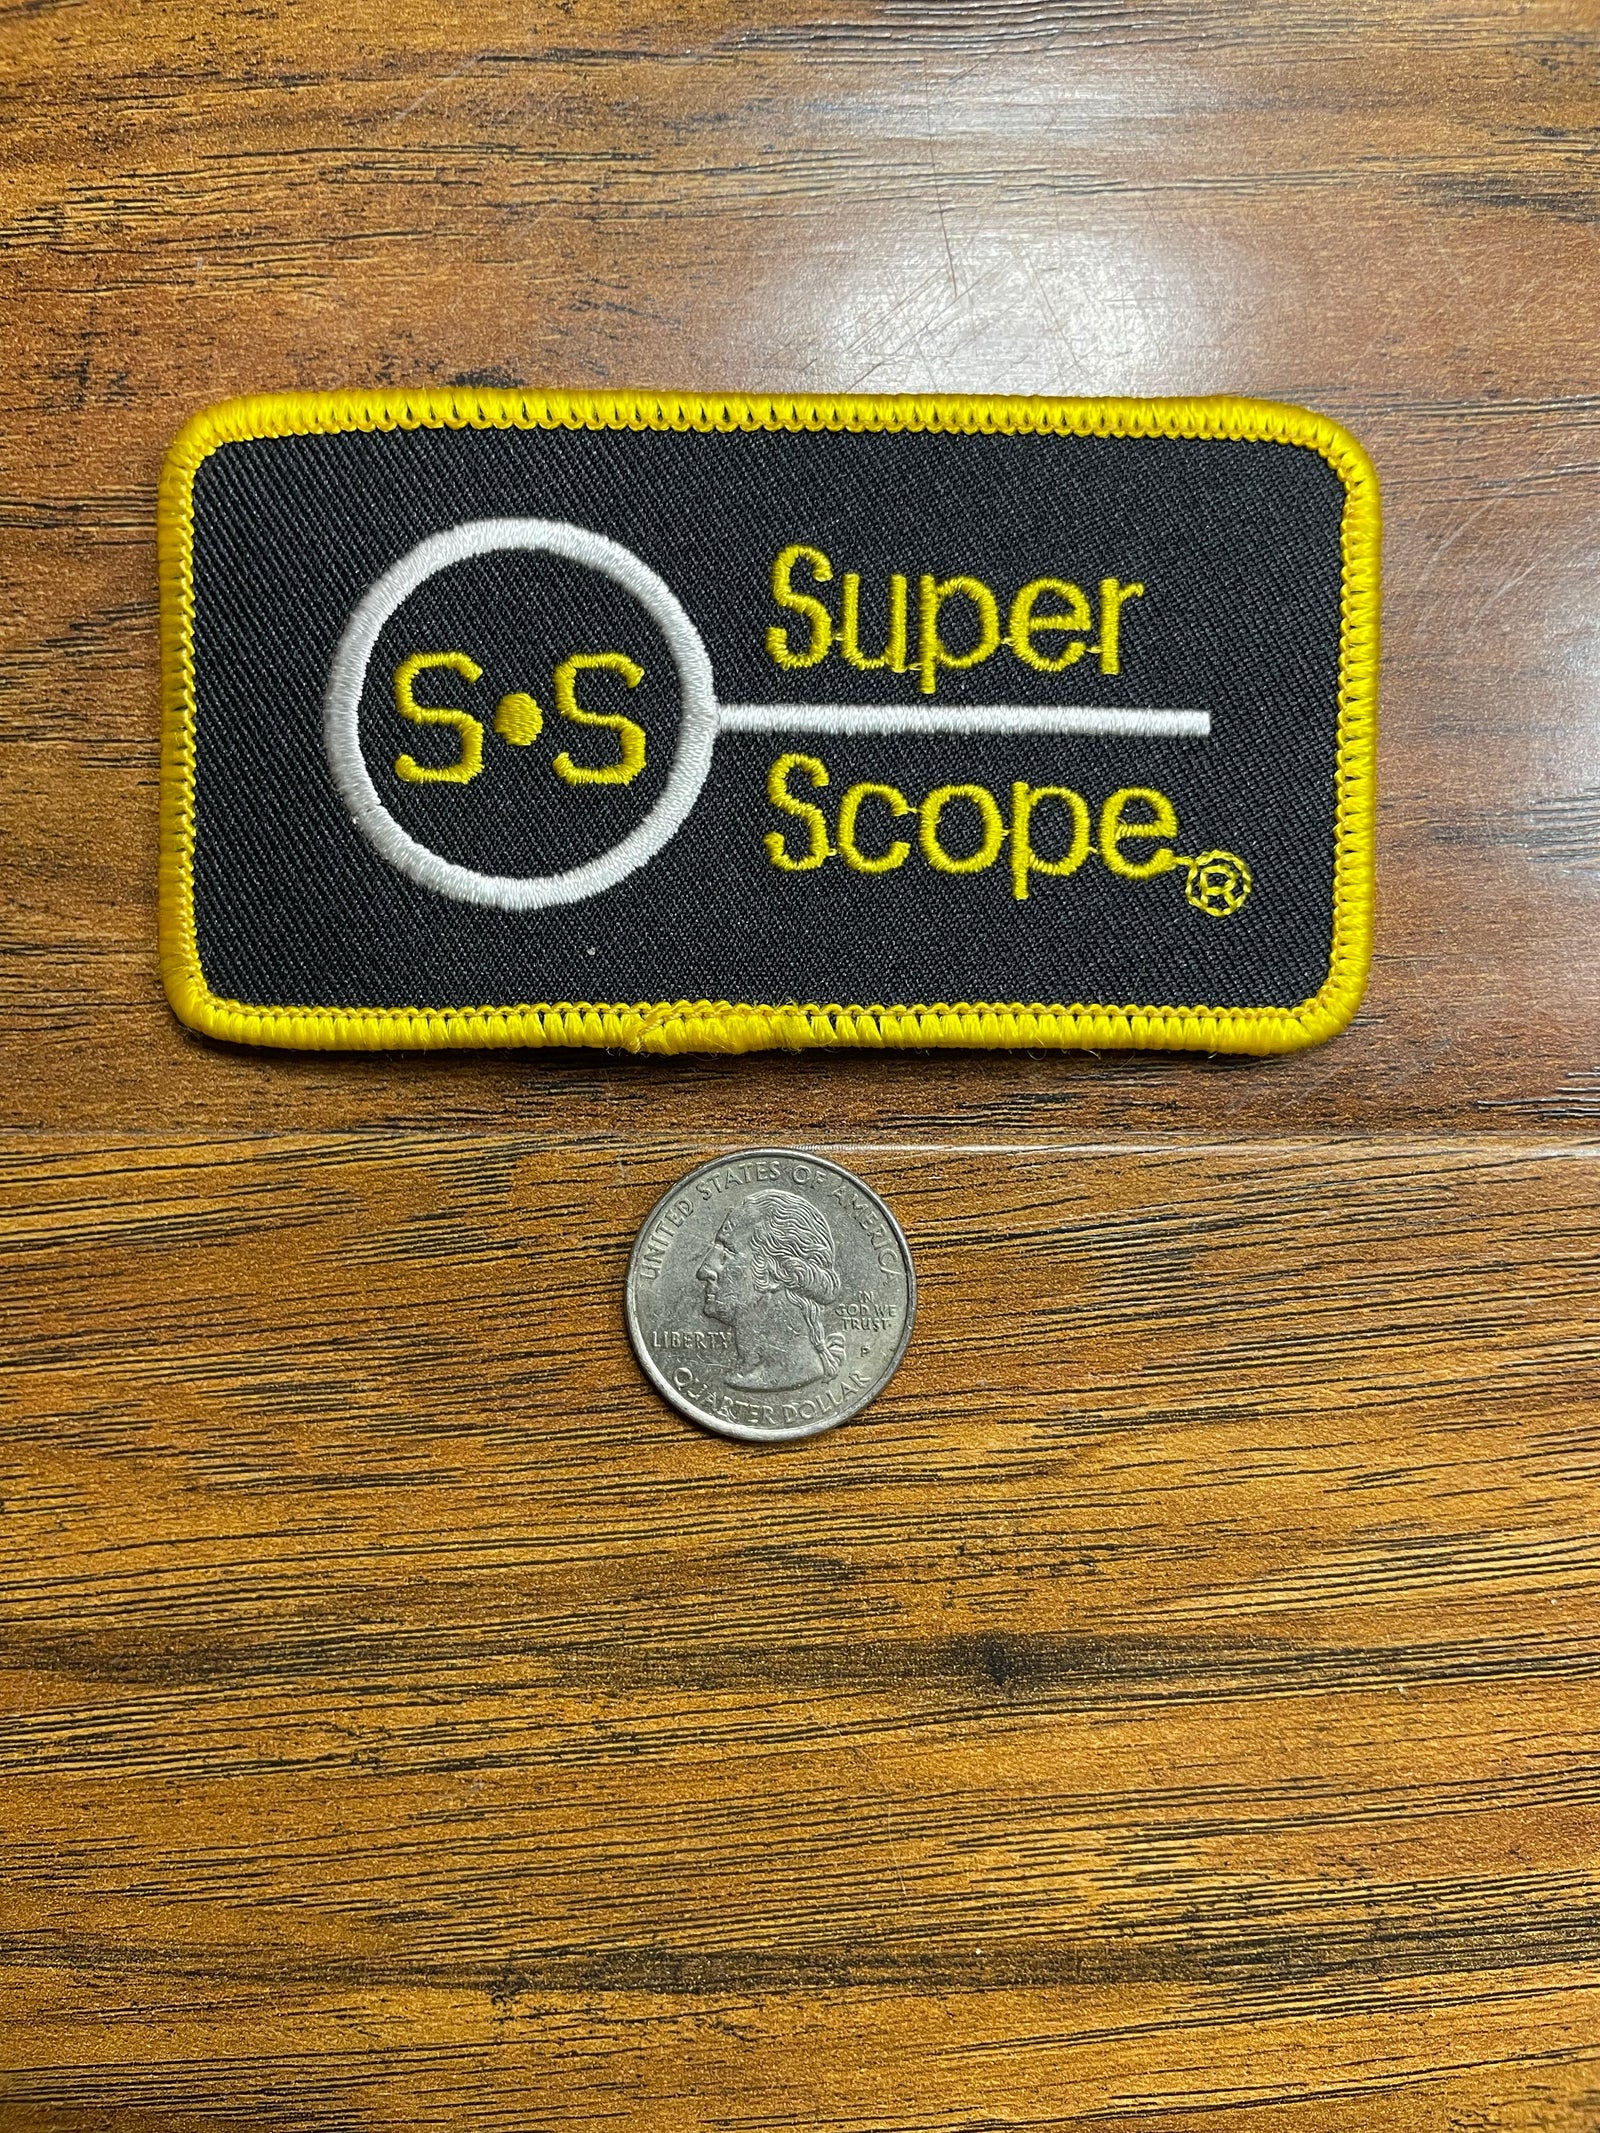 S•S
Super
Scope®
UNITED STATES OF AMERICA
IN
GOD WE
TRUST
LIBERTY
P
QUARTER DOLLAR